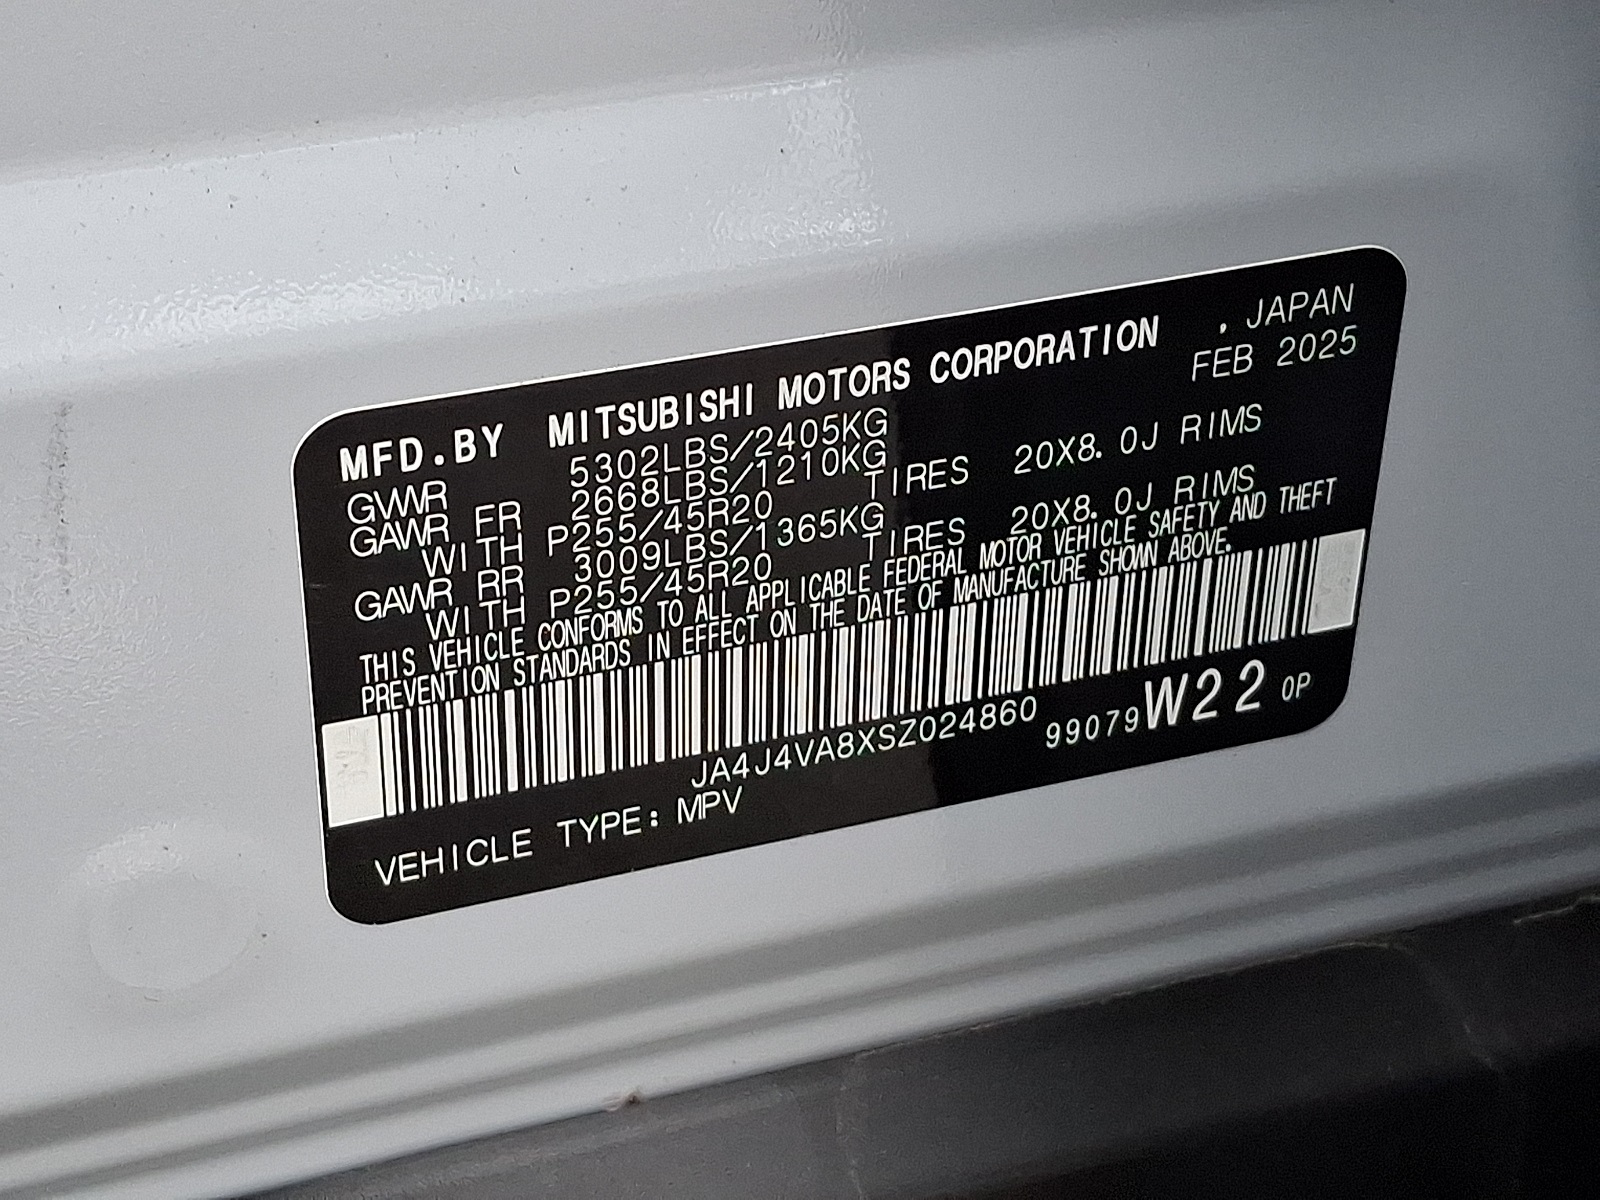 MFD.BY MITSUBISHI MOTORS CORPORATION . JAPAN
FEB 2025
GVWR 5302LBS/2405KG
GAWR FR 2668LBS/1210KG
WITH P255/45R20 TIRES 20X8.0J RIMS
GAWR RR 3009LBS/1365KG
WITH P255/45R20 TIRES 20X8.0J RIMS
THIS VEHICLE CONFORMS TO ALL APPLICABLE FEDERAL MOTOR VEHICLE SAFETY AND THEFT
PREVENTION STANDARDS IN EFFECT ON THE DATE OF MANUFACTURE SHOWN ABOVE.
JA4J4VA8XSZ024860 99079 W22 0P
VEHICLE TYPE: MPV